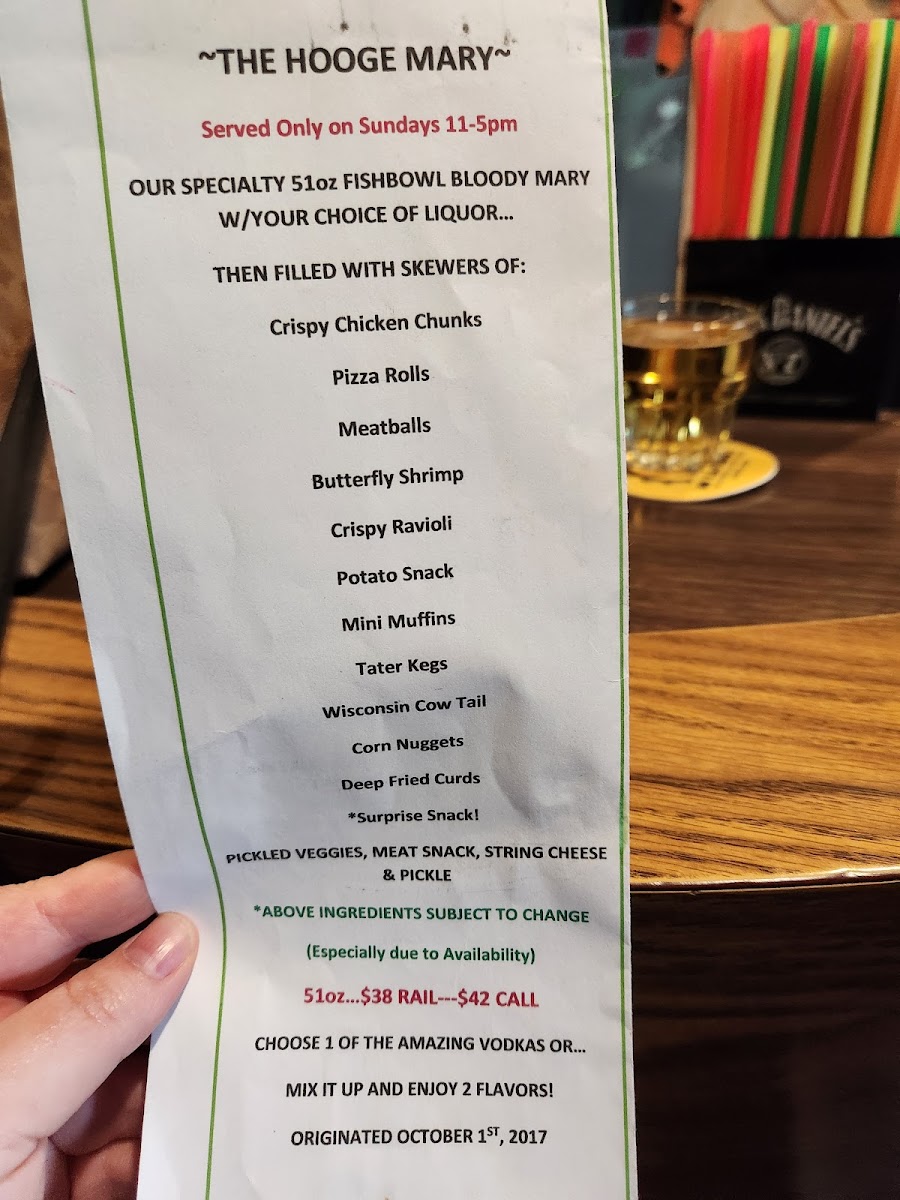 ~THE HOOGE MARY~
Served Only on Sundays 11-5pm
OUR SPECIALTY 51oz FISHBOWL BLOODY MARY
W/YOUR CHOICE OF LIQUOR...
THEN FILLED WITH SKEWERS OF:
Crispy Chicken Chunks
Pizza Rolls
Meatballs
Butterfly Shrimp
Crispy Ravioli
Potato Snack
Mini Muffins
Tater Kegs
Wisconsin Cow Tail
Corn Nuggets
Deep Fried Curds
*Surprise Snack!
PICKLED VEGGIES, MEAT SNACK, STRING CHEESE
& PICKLE
*ABOVE INGREDIENTS SUBJECT TO CHANGE
(Especially due to Availability)
51oz...$38 RAIL---$42 CALL
CHOOSE 1 OF THE AMAZING VODKAS OR...
MIX IT UP AND ENJOY 2 FLAVORS!
ORIGINATED OCTOBER 1ST, 2017
DANIEL'S